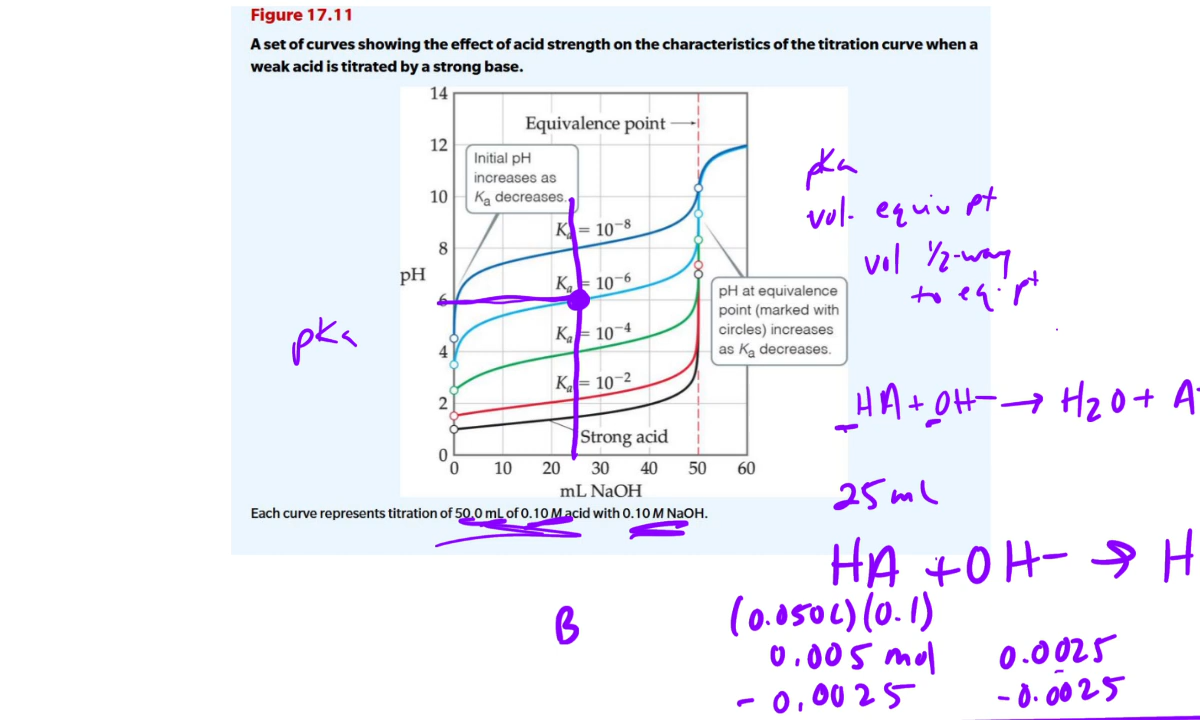 Figure 17.11
A set of curves showing the effect of acid strength on the characteristics of the titration curve when a
weak acid is titrated by a strong base.
14
12
10
8
6
4
2
0
pH
Equivalence point
Initial pH
increases as
Ka decreases.
Ka = 10−8
Ka = 10−6
Ka = 10−4
Ka = 10−2
Strong acid
pH at equivalence
point (marked with
circles) increases
as Ka decreases.
0 10 20 30 40 50 60
mL NaOH
Each curve represents titration of 50.0 mL of 0.10 M acid with 0.10 M NaOH.
pKa
pKa
vol. equiv pt
vol 1/2-way
to eq. pt
HA + OH− → H2O + A-
25 mL
HA + OH− → H
B
(0.050L)(0.1)
0.005 mol 0.0025
- 0.0025 -0.0025